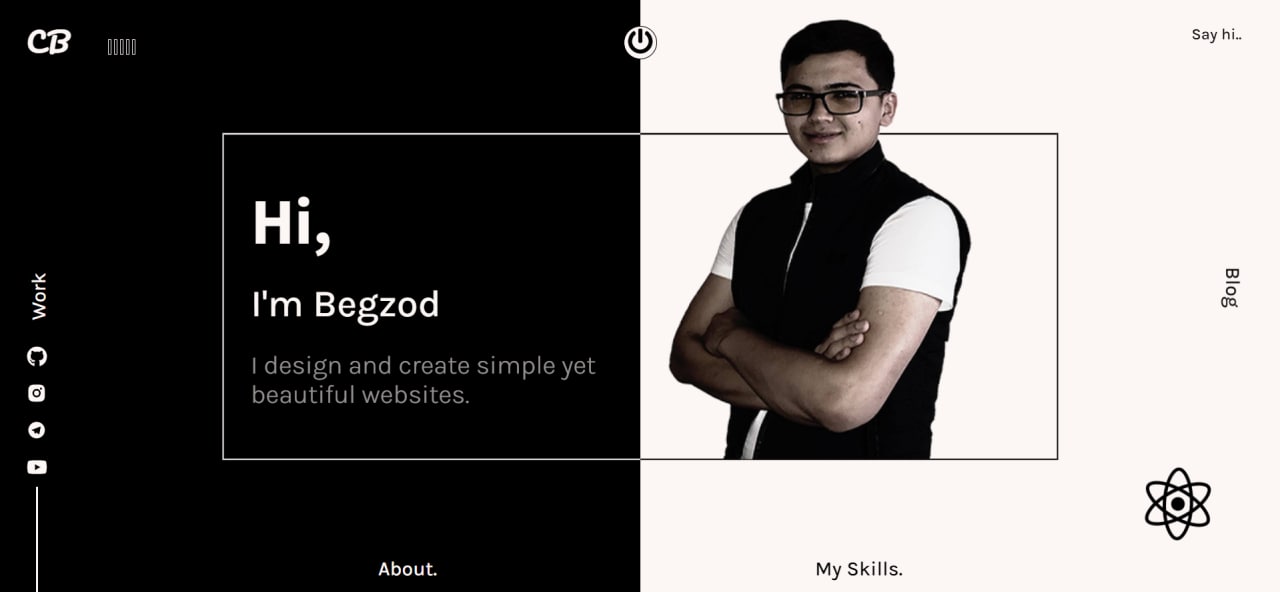 CB
Say hi..
Hi,
I'm Begzod
I design and create simple yet
beautiful websites.
Work
Blog
About.
My Skills.